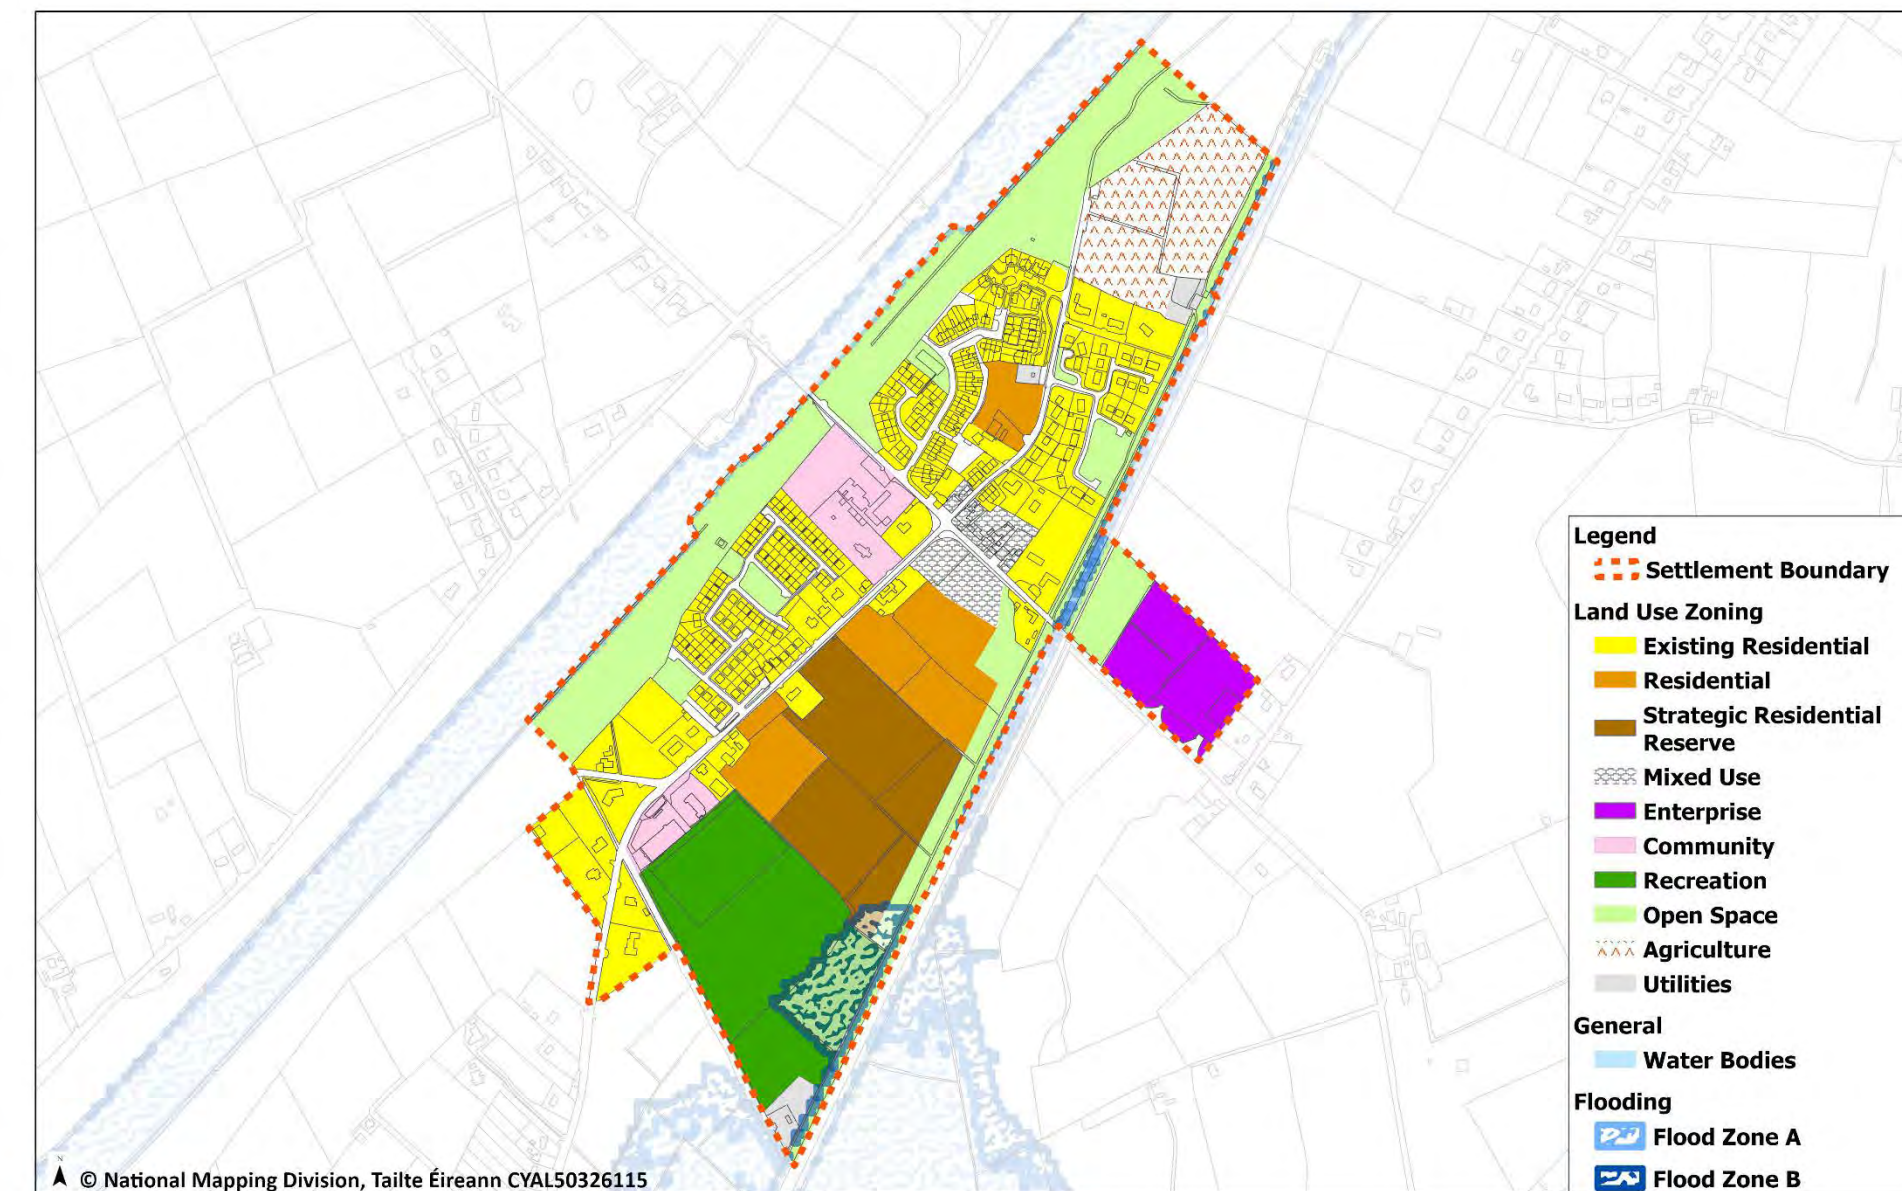 Legend
Settlement Boundary
Land Use Zoning
Existing Residential
Residential
Strategic Residential
Reserve
Mixed Use
Enterprise
Community
Recreation
Open Space
Agriculture
Utilities
General
Water Bodies
Flooding
Flood Zone A
Flood Zone B
N
© National Mapping Division, Tailte Éireann CYAL50326115